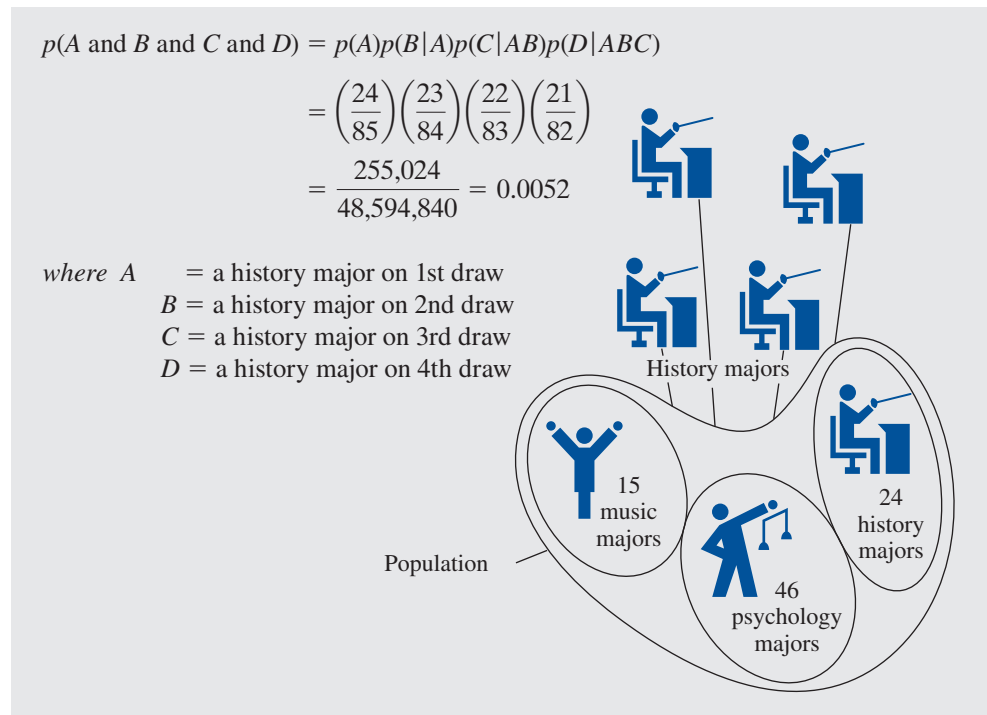 p(A and B and C and D) = p(A)p(B|A)p(C|AB)p(D|ABC)
= (24/85)(23/84)(22/83)(21/82)
= 255,024/48,594,840 = 0.0052
where A = a history major on 1st draw
B = a history major on 2nd draw
C = a history major on 3rd draw
D = a history major on 4th draw
History majors
15
music
majors
24
history
majors
Population
46
psychology
majors